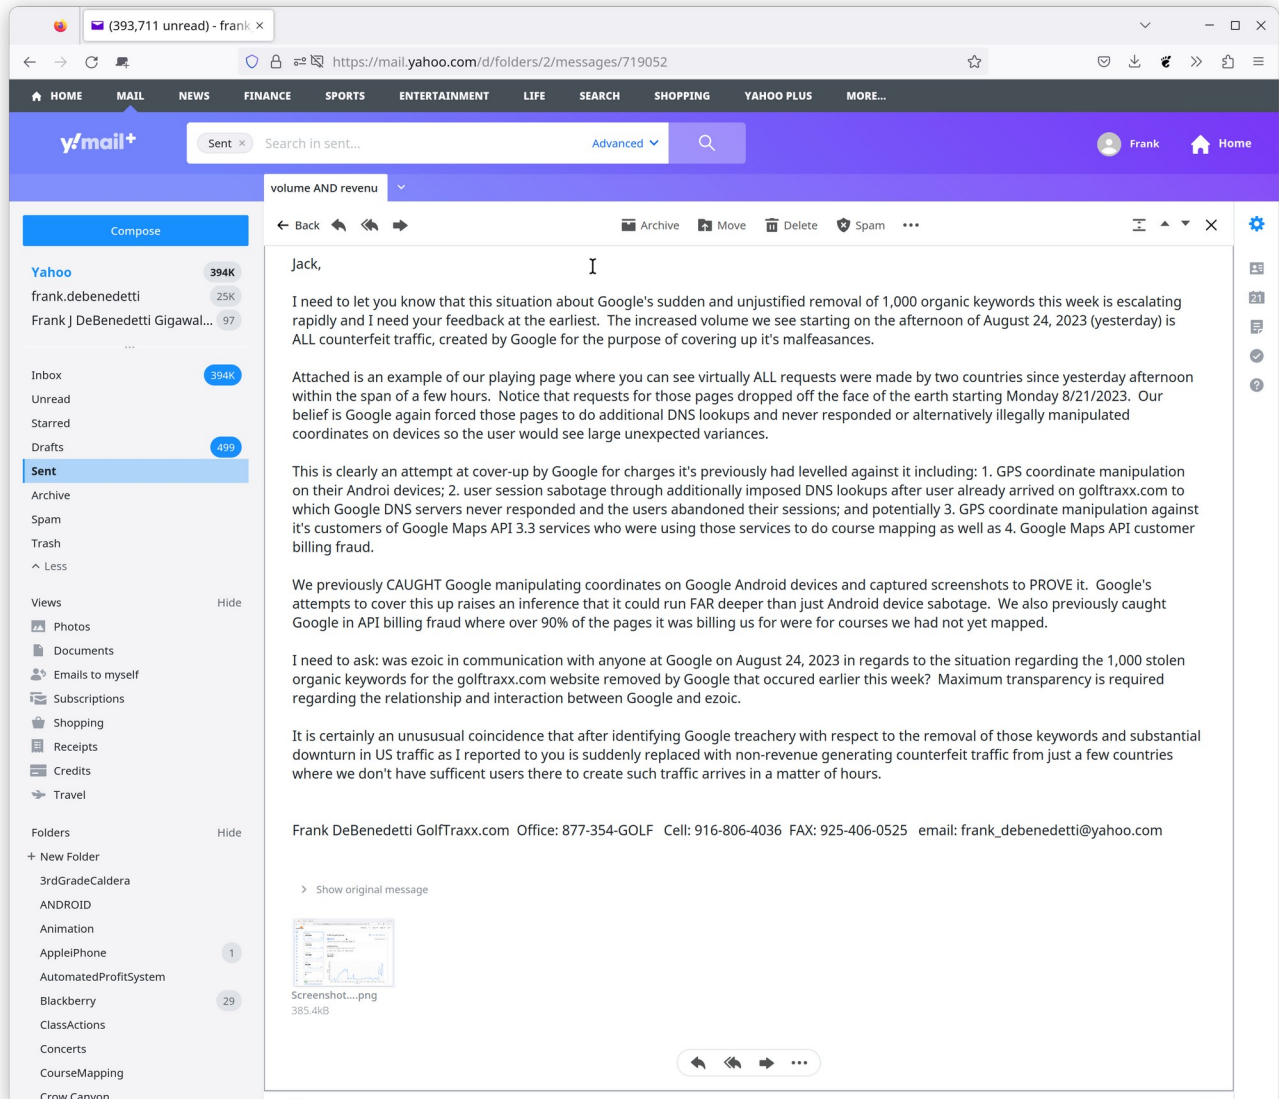 (393,711 unread) - frank
https://mail.yahoo.com/d/folders/2/messages/719052
HOME MAIL NEWS FINANCE SPORTS ENTERTAINMENT LIFE SEARCH SHOPPING YAHOO PLUS MORE...
y!mail+ Sent × Search in sent... Advanced Frank Home
volume AND revenu
Compose
← Back Archive Move Delete Spam
Yahoo 394K
frank.debenedetti 25K
Frank J DeBenedetti Gigawal... 97
Inbox 394K
Unread
Starred
Drafts 499
Sent
Archive
Spam
Trash
Less
Views Hide
Photos
Documents
Emails to myself
Subscriptions
Shopping
Receipts
Credits
Travel
Folders Hide
+ New Folder
3rdGradeCaldera
ANDROID
Animation
AppleiPhone 1
AutomatedProfitSystem
Blackberry 29
ClassActions
Concerts
CourseMapping
Crow Canyon
Jack,
I need to let you know that this situation about Google's sudden and unjustified removal of 1,000 organic keywords this week is escalating
rapidly and I need your feedback at the earliest.  The increased volume we see starting on the afternoon of August 24, 2023 (yesterday) is
ALL counterfeit traffic, created by Google for the purpose of covering up it's malfeasances.
Attached is an example of our playing page where you can see virtually ALL requests were made by two countries since yesterday afternoon
within the span of a few hours.  Notice that requests for those pages dropped off the face of the earth starting Monday 8/21/2023.  Our
belief is Google again forced those pages to do additional DNS lookups and never responded or alternatively illegally manipulated
coordinates on devices so the user would see large unexpected variances.
This is clearly an attempt at cover-up by Google for charges it's previously had levelled against it including: 1. GPS coordinate manipulation
on their Androi devices; 2. user session sabotage through additionally imposed DNS lookups after user already arrived on golftraxx.com to
which Google DNS servers never responded and the users abandoned their sessions; and potentially 3. GPS coordinate manipulation against
it's customers of Google Maps API 3.3 services who were using those services to do course mapping as well as 4. Google Maps API customer
billing fraud.
We previously CAUGHT Google manipulating coordinates on Google Android devices and captured screenshots to PROVE it.  Google's
attempts to cover this up raises an inference that it could run FAR deeper than just Android device sabotage.  We also previously caught
Google in API billing fraud where over 90% of the pages it was billing us for were for courses we had not yet mapped.
I need to ask: was ezoic in communication with anyone at Google on August 24, 2023 in regards to the situation regarding the 1,000 stolen
organic keywords for the golftraxx.com website removed by Google that occured earlier this week?  Maximum transparency is required
regarding the relationship and interaction between Google and ezoic.
It is certainly an unususual coincidence that after identifying Google treachery with respect to the removal of those keywords and substantial
downturn in US traffic as I reported to you is suddenly replaced with non-revenue generating counterfeit traffic from just a few countries
where we don't have sufficent users there to create such traffic arrives in a matter of hours.
Frank DeBenedetti GolfTraxx.com  Office: 877-354-GOLF   Cell: 916-806-4036  FAX: 925-406-0525   email: frank_debenedetti@yahoo.com
Show original message
Screenshot....png
385.4kB
21